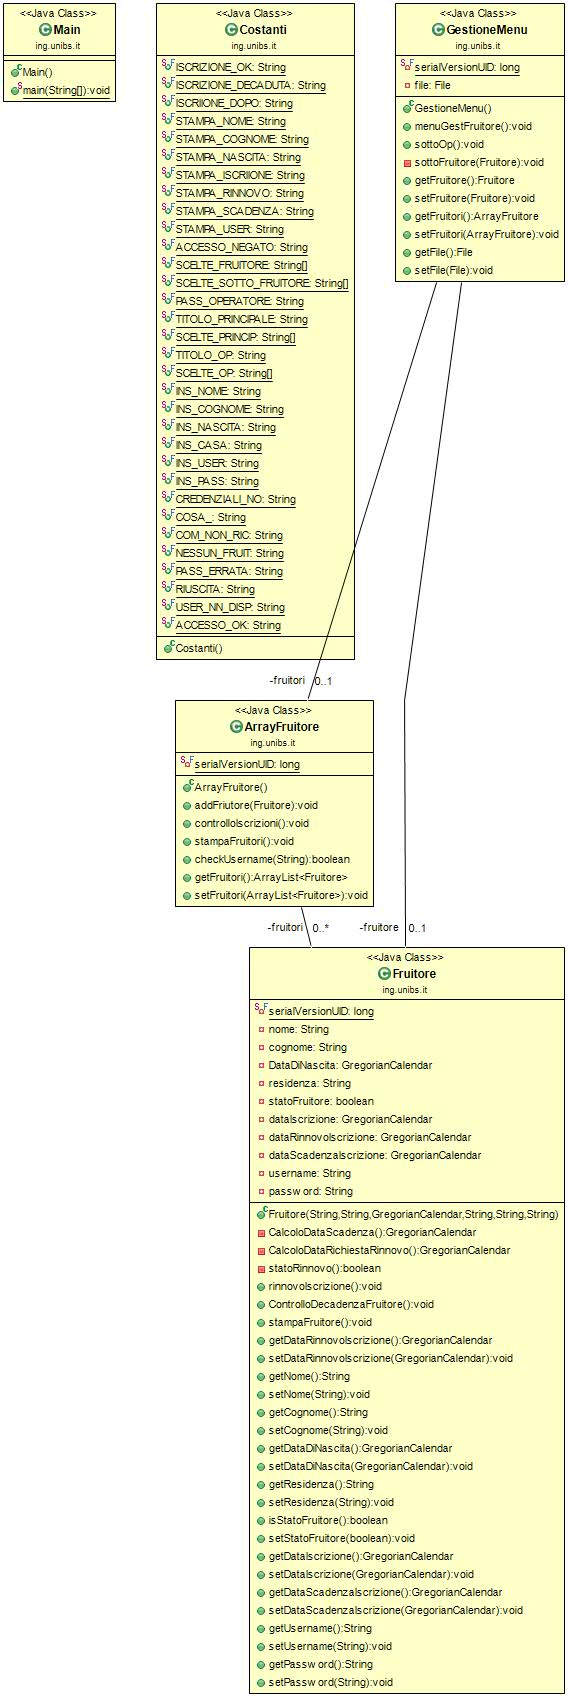 <<Java Class>>
Main
ing.unibs.it
Main()
main(String[]):void
<<Java Class>>
Costanti
ing.unibs.it
ISCRIZIONE_OK: String
ISCRIZIONE_DECADUTA: String
ISCRIIONE_DOPO: String
STAMPA_NOME: String
STAMPA_COGNOME: String
STAMPA_NASCITA: String
STAMPA_ISCRIIONE: String
STAMPA_RINNOVO: String
STAMPA_SCADENZA: String
STAMPA_USER: String
ACCESSO_NEGATO: String
SCELTE_FRUITORE: String[]
SCELTE_SOTTO_FRUITORE: String[]
PASS_OPERATORE: String
TITOLO_PRINCIPALE: String
SCELTE_PRINCIP: String[]
TITOLO_OP: String
SCELTE_OP: String[]
INS_NOME: String
INS_COGNOME: String
INS_NASCITA: String
INS_CASA: String
INS_USER: String
INS_PASS: String
CREDENZIALI_NO: String
COSA_: String
COM_NON_RIC: String
NESSUN_FRUIT: String
PASS_ERRATA: String
RIUSCITA: String
USER_NN_DISP: String
ACCESSO_OK: String
Costanti()
<<Java Class>>
GestioneMenu
ing.unibs.it
serialVersionUID: long
file: File
GestioneMenu()
menuGestFruitore():void
sottoOp():void
sottoFruitore(Fruitore):void
getFruitore():Fruitore
setFruitore(Fruitore):void
getFruitori():ArrayFruitore
setFruitori(ArrayFruitore):void
getFile():File
setFile(File):void
-fruitori 0..1
<<Java Class>>
ArrayFruitore
ing.unibs.it
serialVersionUID: long
ArrayFruitore()
addFriutore(Fruitore):void
controlloIscrizioni():void
stampaFruitori():void
checkUsername(String):boolean
getFruitori():ArrayList<Fruitore>
setFruitori(ArrayList<Fruitore>):void
-fruitori 0..*
-fruitore 0..1
<<Java Class>>
Fruitore
ing.unibs.it
serialVersionUID: long
nome: String
cognome: String
DataDiNascita: GregorianCalendar
residenza: String
statoFruitore: boolean
dataIscrizione: GregorianCalendar
dataRinnovoIscrizione: GregorianCalendar
dataScadenzaIscrizione: GregorianCalendar
username: String
password: String
Fruitore(String,String,GregorianCalendar,String,String,String)
CalcoloDataScadenza():GregorianCalendar
CalcoloDataRichiestaRinnovo():GregorianCalendar
statoRinnovo():boolean
rinnovoIscrizione():void
ControlloDecadenzaFruitore():void
stampaFruitore():void
getDataRinnovoIscrizione():GregorianCalendar
setDataRinnovoIscrizione(GregorianCalendar):void
getNome():String
setNome(String):void
getCognome():String
setCognome(String):void
getDataDiNascita():GregorianCalendar
setDataDiNascita(GregorianCalendar):void
getResidenza():String
setResidenza(String):void
isStatoFruitore():boolean
setStatoFruitore(boolean):void
getDataIscrizione():GregorianCalendar
setDataIscrizione(GregorianCalendar):void
getDataScadenzaIscrizione():GregorianCalendar
setDataScadenzaIscrizione(GregorianCalendar):void
getUsername():String
setUsername(String):void
getPassword():String
setPassword(String):void